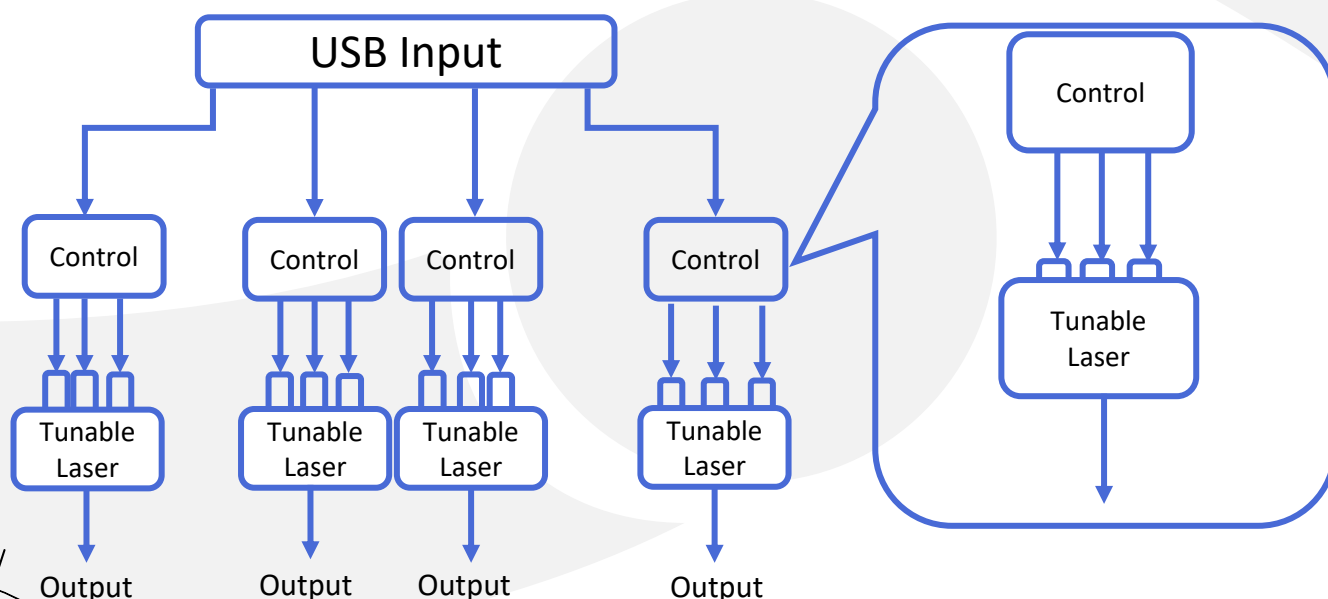 USB Input
Control
Control
Control
Control
Control
Tunable
Laser
Tunable
Laser
Tunable
Laser
Tunable
Laser
Tunable
Laser
Output
Output
Output
Output